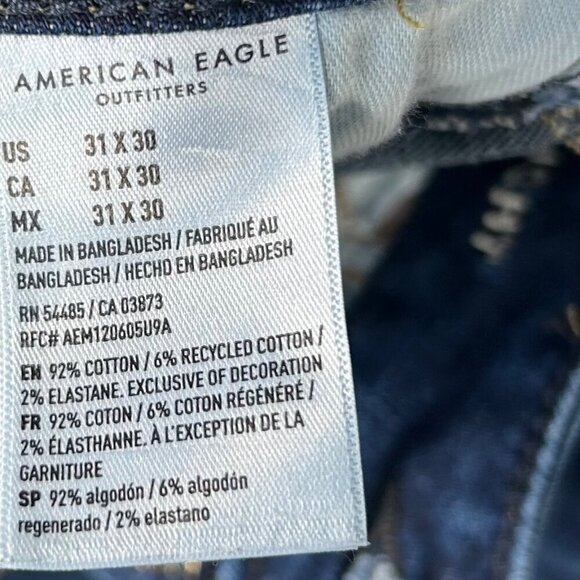 AMERICAN EAGLE
OUTFITTERS
US 31 X 30
CA 31 X 30
MX 31 X 30
MADE IN BANGLADESH / FABRIQUÉ AU
BANGLADESH / HECHO EN BANGLADESH
RN 54485 / CA 03873
RFC# AEM120605U9A
EN 92% COTTON / 6% RECYCLED COTTON /
2% ELASTANE. EXCLUSIVE OF DECORATION
FR 92% COTON / 6% COTON RÉGÉNÉRÉ /
2% ÉLASTHANNE. À L'EXCEPTION DE LA
GARNITURE
SP 92% algodón / 6% algodón
regenerado / 2% elastano